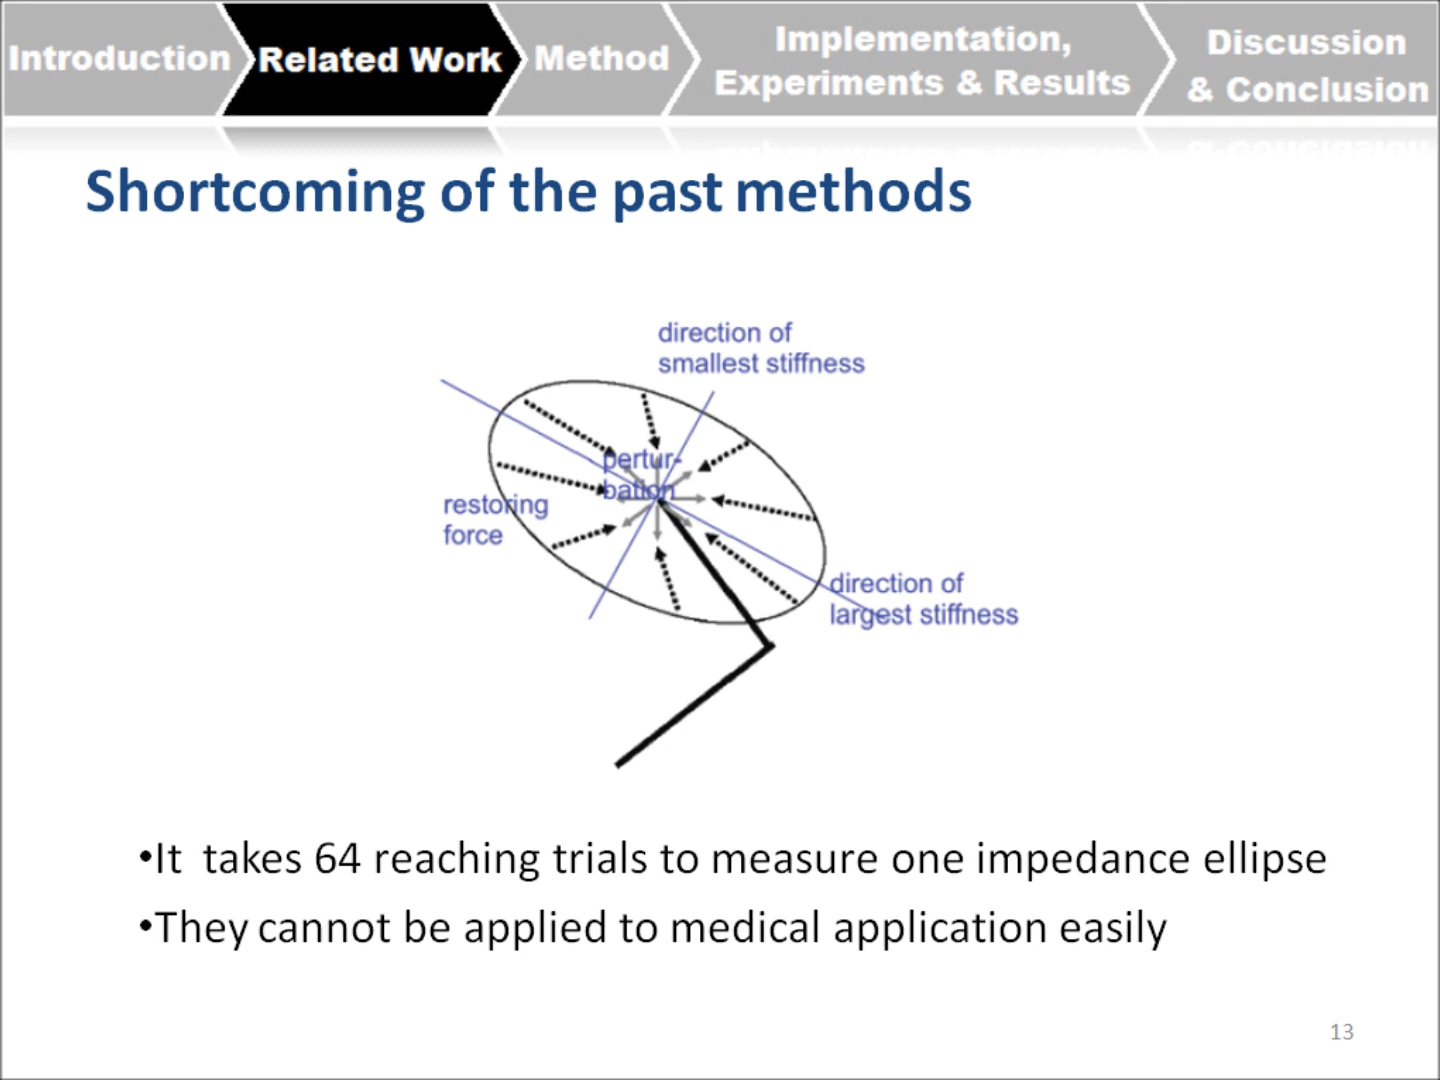 Introduction
Related Work
Method
Implementation,
Experiments & Results
Discussion
& Conclusion
Shortcoming of the past methods
direction of
smallest stiffness
pertur-
bation
restoring
force
direction of
largest stiffness
•It takes 64 reaching trials to measure one impedance ellipse
•They cannot be applied to medical application easily
13